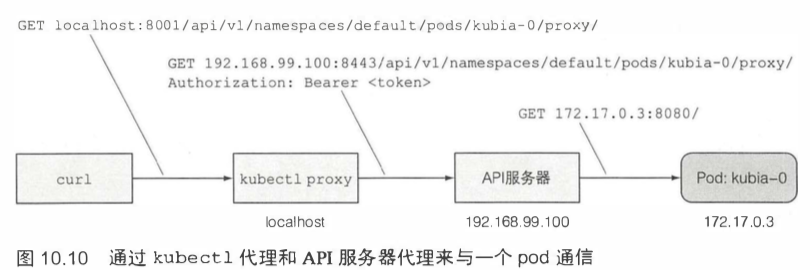 GET localhost:8001/api/v1/namespaces/default/pods/kubia-0/proxy/
GET 192.168.99.100:8443/api/v1/namespaces/default/pods/kubia-0/proxy/
Authorization: Bearer <token>
GET 172.17.0.3:8080/
curl
kubectl proxy
API服务器
Pod: kubia-0
localhost
192.168.99.100
172.17.0.3
图 10.10 通过 kubectl 代理和 API 服务器代理来与一个 pod 通信